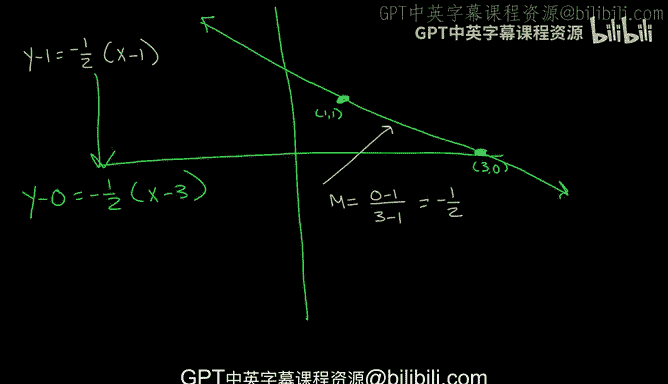 GPT中英字幕课程资源@bilibili.com
GPT中英字幕课程资源 bilibili
y-1=-1/2(x-1)
(1,1)
(3,0)
y-0=-1/2(x-3)
M= 0-1/3-1 = -1/2
GPT中英字幕课程资源@bilibili.com